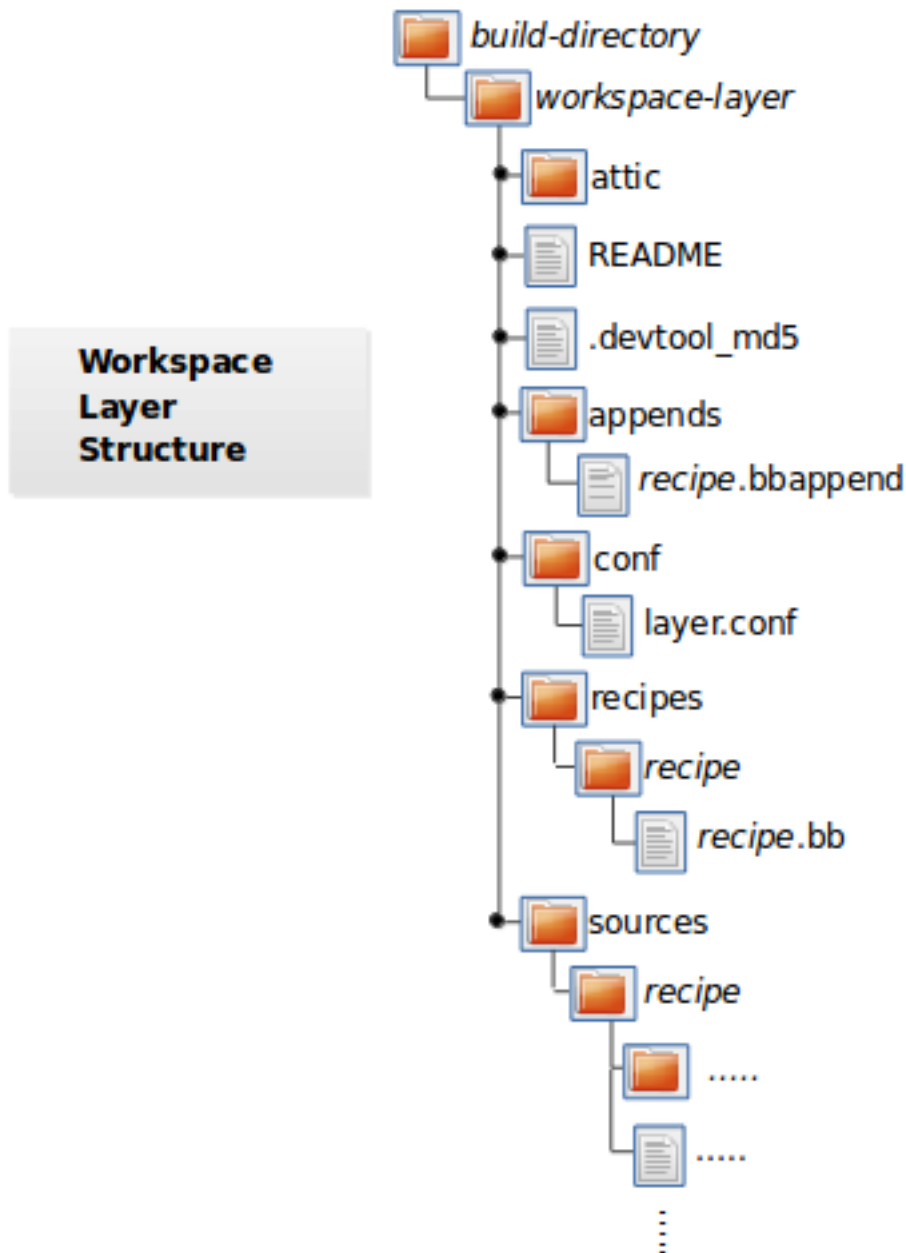 build-directory
workspace-layer
attic
README
Workspace
Layer
Structure
.devtool_md5
appends
recipe.bbappend
conf
layer.conf
recipes
recipe
recipe.bb
sources
recipe
.....
.....